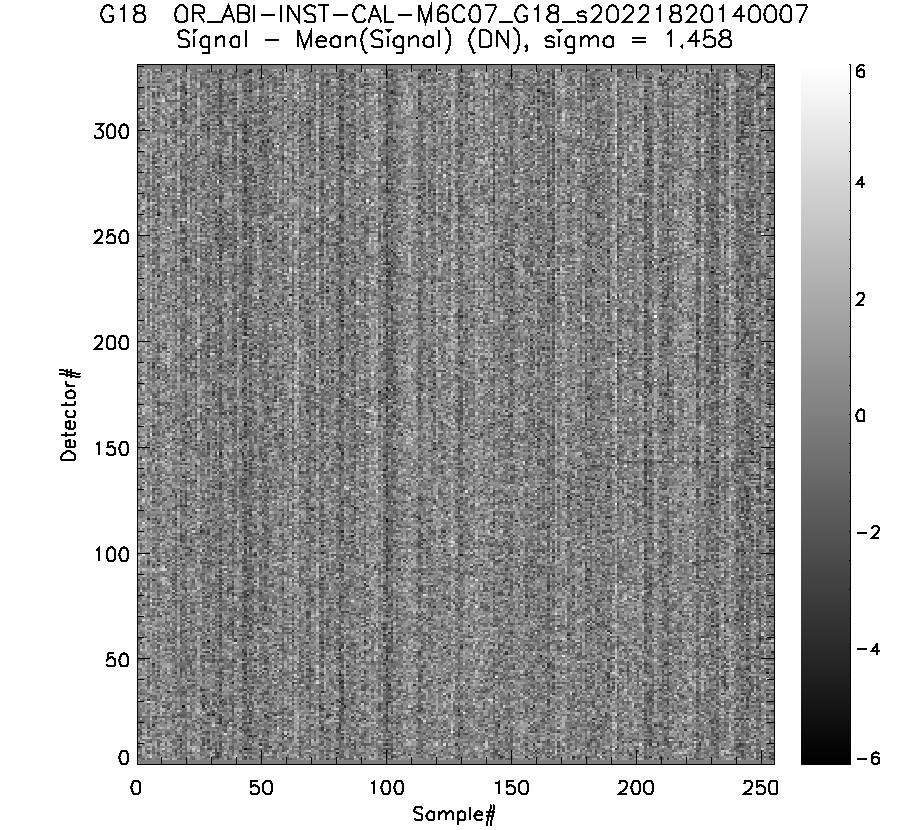 G18 OR_ABI-INST-CAL-M6C07_G18_s20221820140007
Signal - Mean(Signal) (DN), sigma = 1.458
6
300
4
250
2
200
Detector#
0
150
-2
100
-4
50
0
-6
0 50 100 150 200 250
Sample#